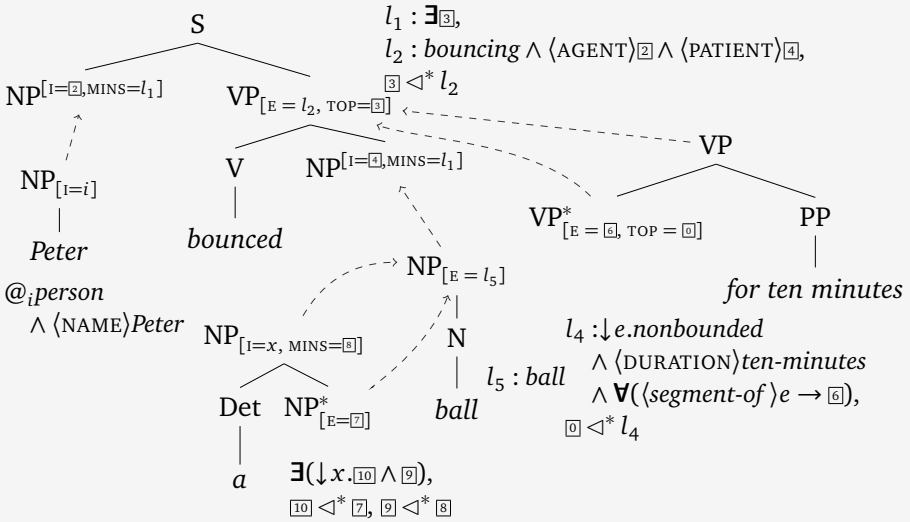 S
l₁ : ∃[3],
l₂ : bouncing ∧ ⟨AGENT⟩[2] ∧ ⟨PATIENT⟩[4],
[3] ◁* l₂
NP[I=[2],MINS=l₁]
VP[E = l₂, TOP=[3]]
VP
V
NP[I=[4],MINS=l₁]
NP[I=i]
VP*[E = [6], TOP = [0]]
PP
Peter
bounced
@ᵢperson
∧ ⟨NAME⟩Peter
NP[E = l₅]
for ten minutes
NP[I=x, MINS=[8]]
N
l₄ :↓e.nonbounded
∧ ⟨DURATION⟩ten-minutes
l₅ : ball
∧ ∀(⟨segment-of ⟩e → [6]),
Det
NP*[E=[7]]
ball
[0] ◁* l₄
a
∃(↓x.[10] ∧ [9]),
[10] ◁* [7], [9] ◁* [8]